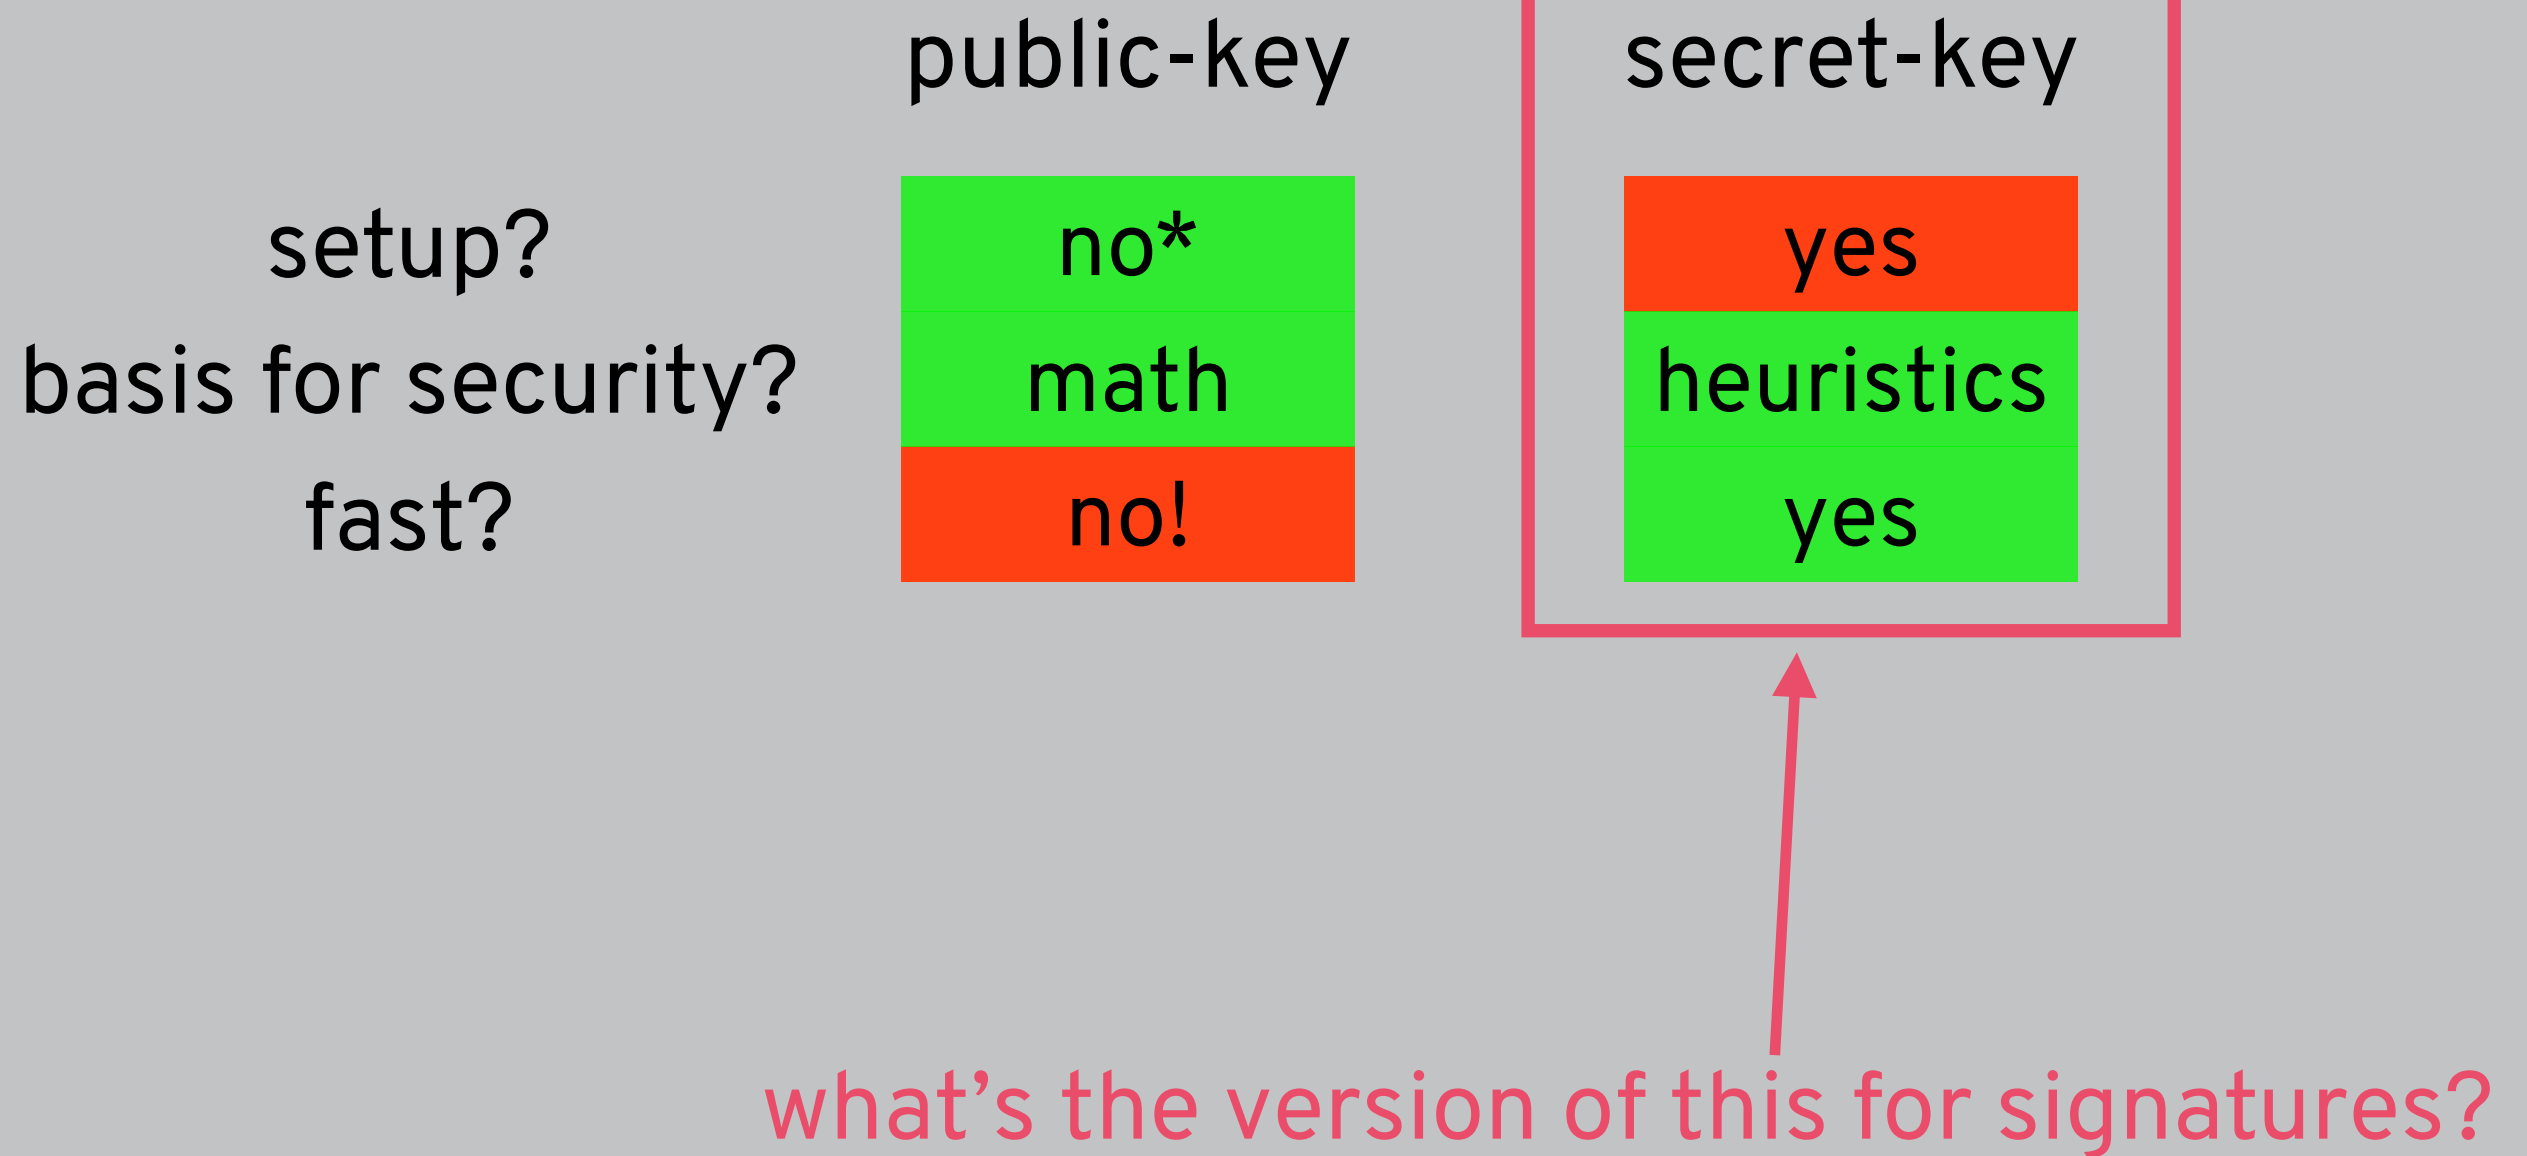 public-key secret-key
setup? no* yes
basis for security? math heuristics
fast? no! yes
what’s the version of this for signatures?